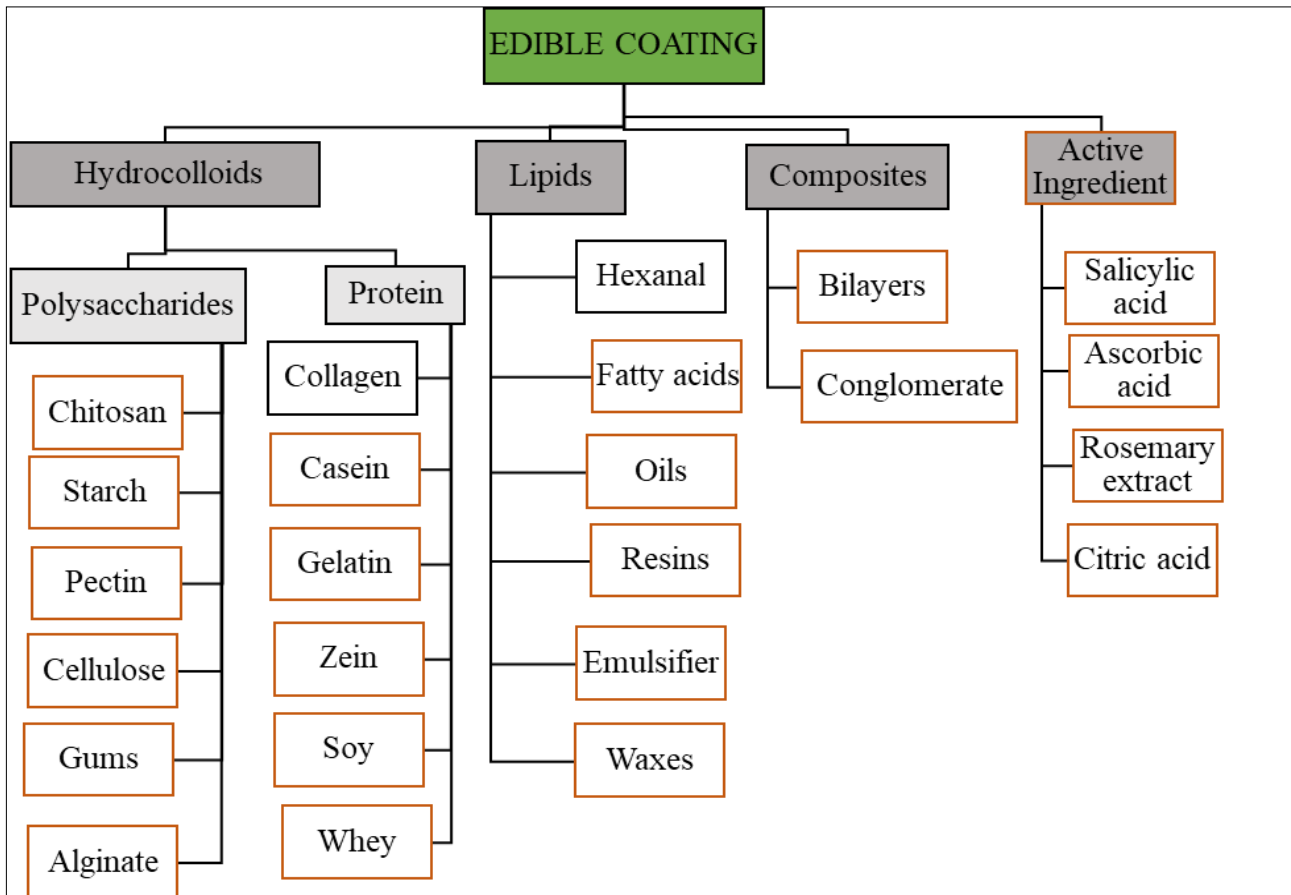 EDIBLE COATING
Hydrocolloids
Lipids
Composites
Active
Ingredient
Polysaccharides
Protein
Chitosan
Starch
Pectin
Cellulose
Gums
Alginate
Collagen
Casein
Gelatin
Zein
Soy
Whey
Hexanal
Fatty acids
Oils
Resins
Emulsifier
Waxes
Bilayers
Conglomerate
Salicylic
acid
Ascorbic
acid
Rosemary
extract
Citric acid